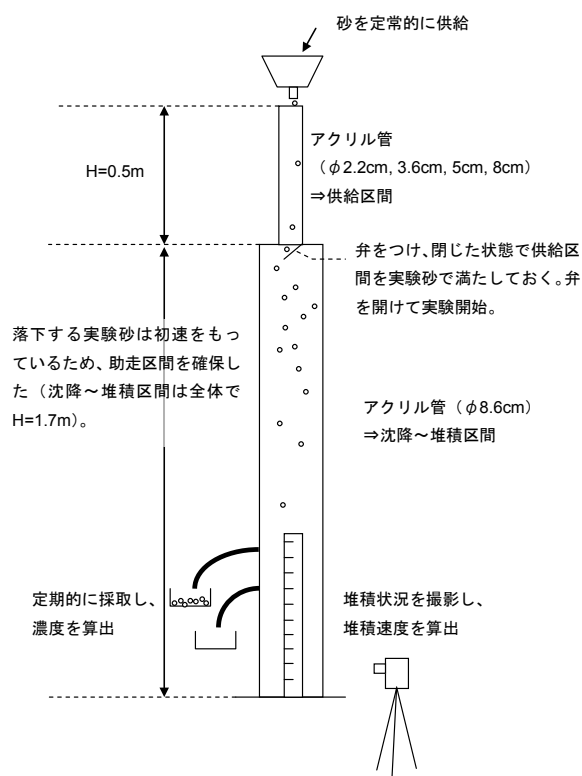 砂を定常的に供給
H=0.5m
アクリル管
（φ2.2cm, 3.6cm, 5cm, 8cm）
⇒供給区間
弁をつけ、閉じた状態で供給区
間を実験砂で満たしておく。弁
を開けて実験開始。
落下する実験砂は初速をもっ
ているため、助走区間を確保し
た（沈降～堆積区間は全体で
H=1.7m）。
アクリル管（φ8.6cm）
⇒沈降～堆積区間
定期的に採取し、
濃度を算出
堆積状況を撮影し、
堆積速度を算出